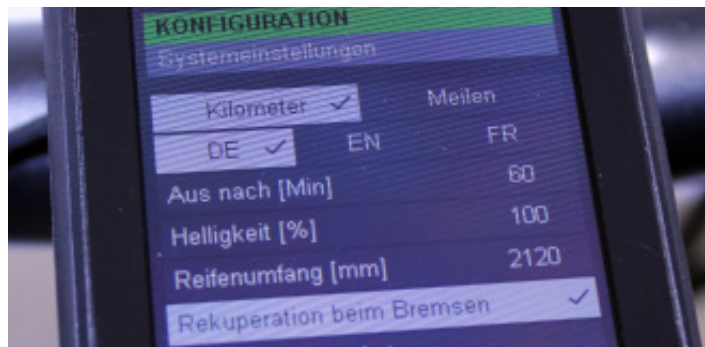 KONFIGURATION
Systemeinstellungen
Kilometer ✓ Meilen
DE ✓ EN FR
Aus nach [Min] 60
Helligkeit [%] 100
Reifenumfang [mm] 2120
Rekuperation beim Bremsen ✓